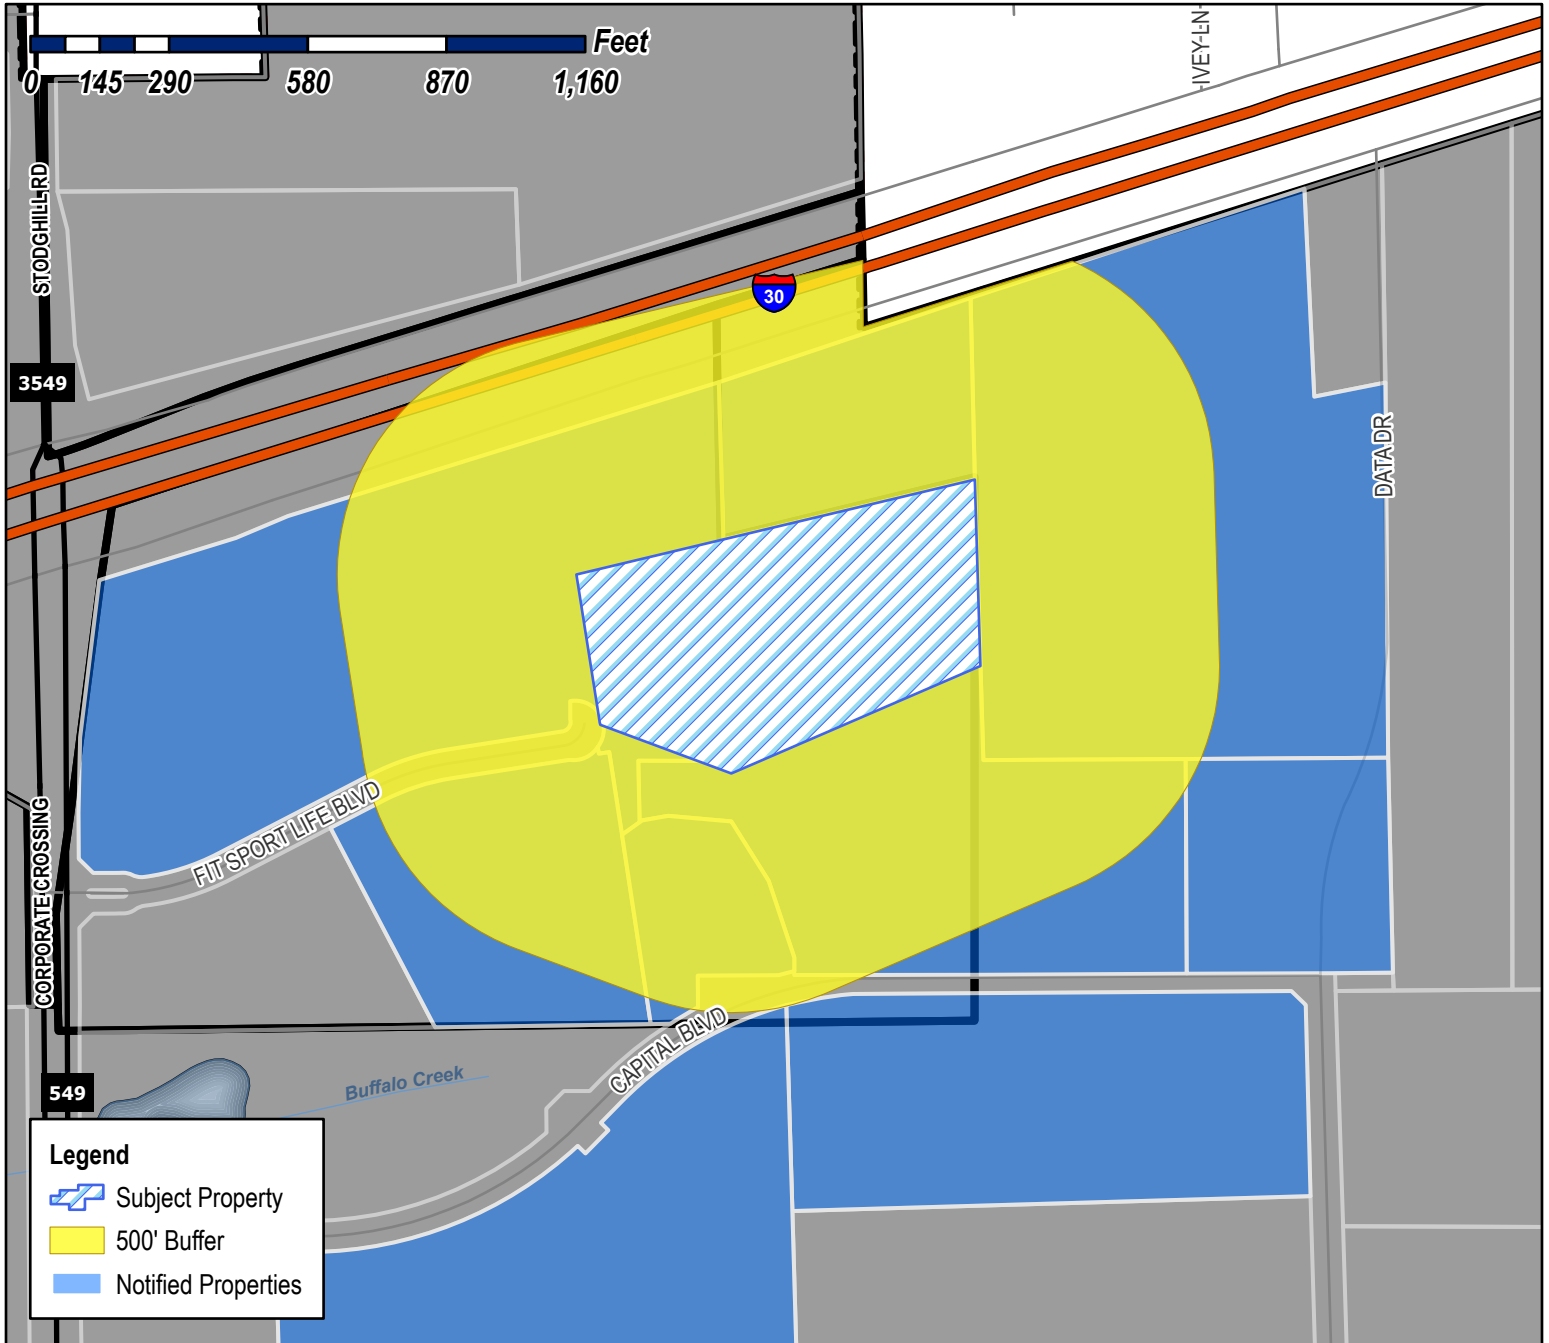 Feet
0 145 290 580 870 1,160
IVEY LN
STODGHILL RD
30
3549
DATA DR
FIT SPORT LIFE BLVD
CORPORATE CROSSING
CAPITAL BLVD
Buffalo Creek
549
Legend
Subject Property
500' Buffer
Notified Properties